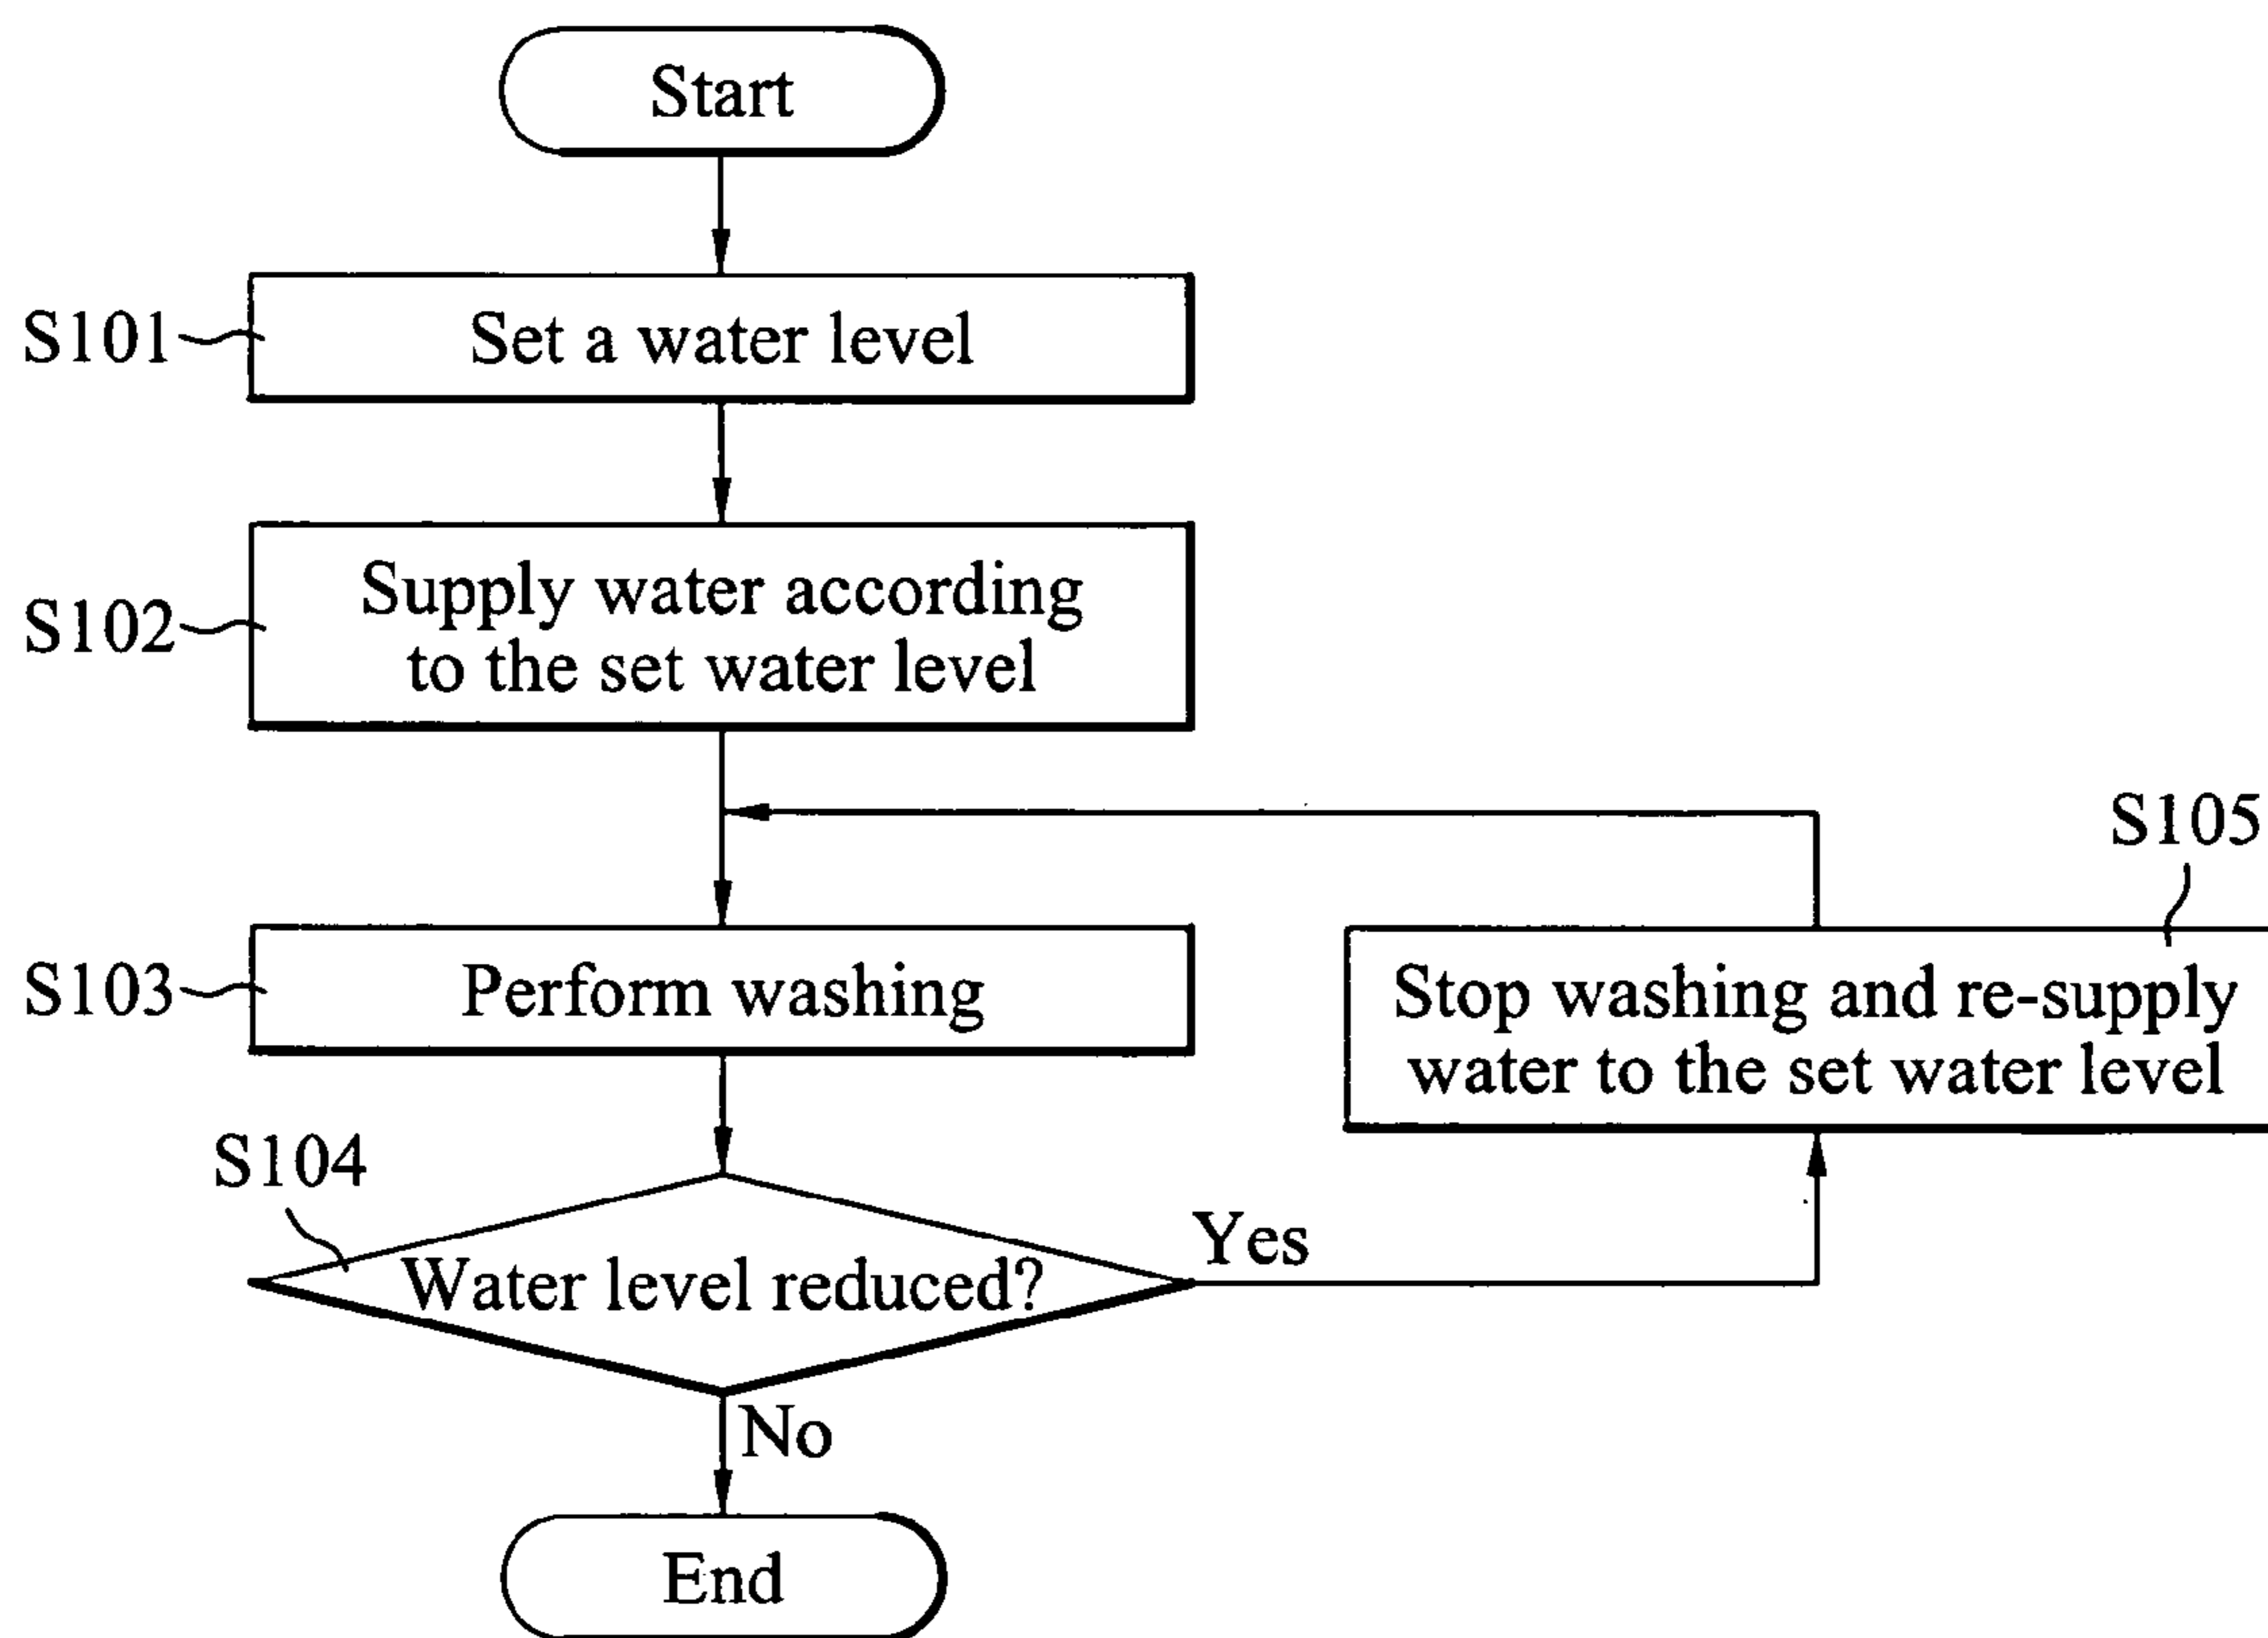 Start
S101
Set a water level
S102
Supply water according
to the set water level
S105
S103
Perform washing
Stop washing and re-supply
water to the set water level
S104
Water level reduced?
Yes
No
End